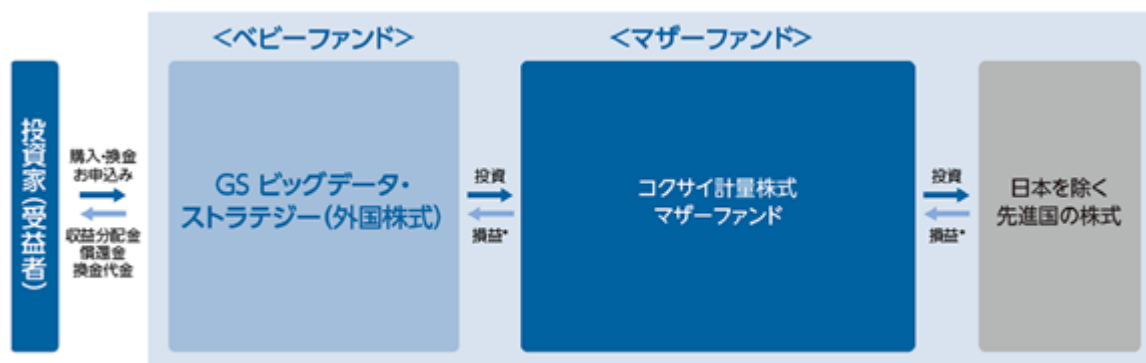 <ベビーファンド>
<マザーファンド>
投資家(受益者)
購入・換金
お申込み
収益分配金
償還金
換金代金
GS ビッグデータ・
ストラテジー(外国株式)
投資
損益*
コクサイ計量株式
マザーファンド
投資
損益*
日本を除く
先進国の株式